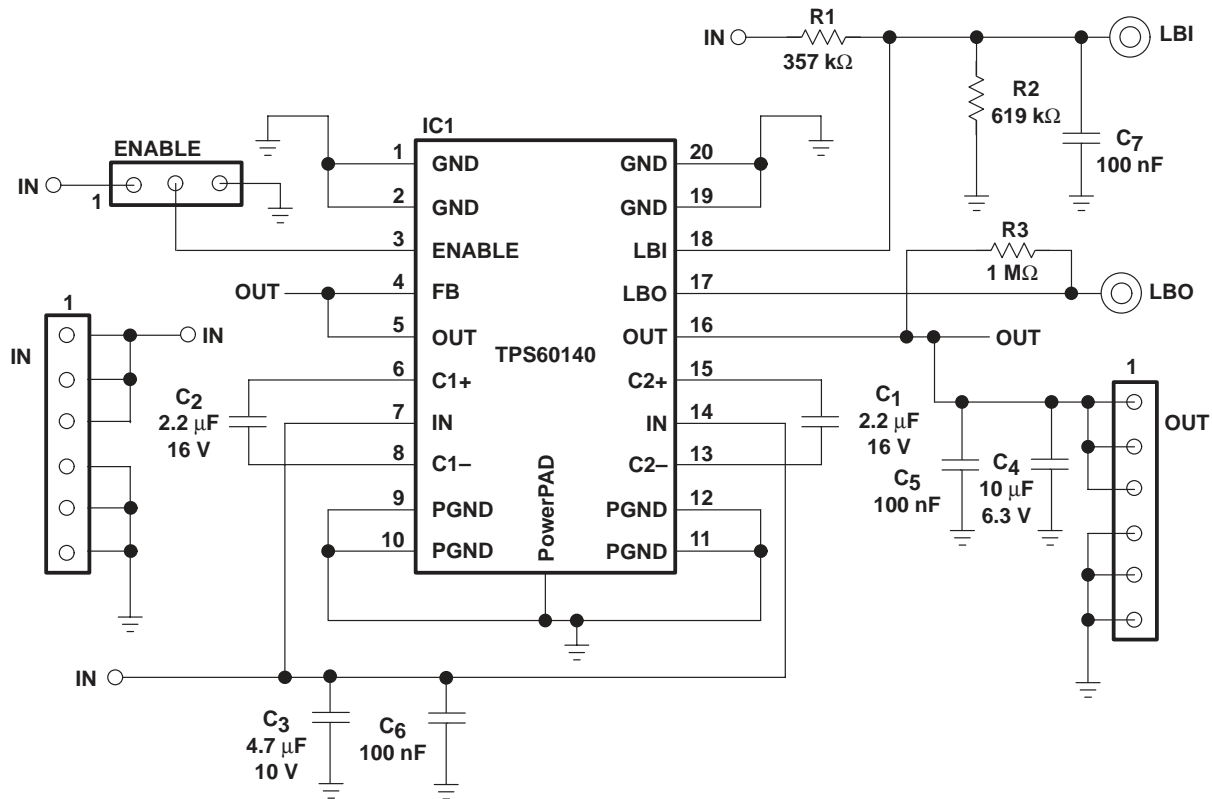 R1
IN
357 kΩ
LBI
R2
619 kΩ
C7
100 nF
IC1
ENABLE
IN
1
1 GND
2 GND
3 ENABLE
4 FB
5 OUT
6 C1+
7 IN
8 C1–
9 PGND
10 PGND
TPS60140
PowerPAD
GND 20
GND 19
LBI 18
LBO 17
OUT 16
C2+ 15
IN 14
C2– 13
PGND 12
PGND 11
R3
1 MΩ
LBO
OUT
OUT
1
IN
IN
C2
2.2 μF
16 V
C1
2.2 μF
16 V
C5
100 nF
C4
10 μF
6.3 V
1
OUT
IN
C3
4.7 μF
10 V
C6
100 nF